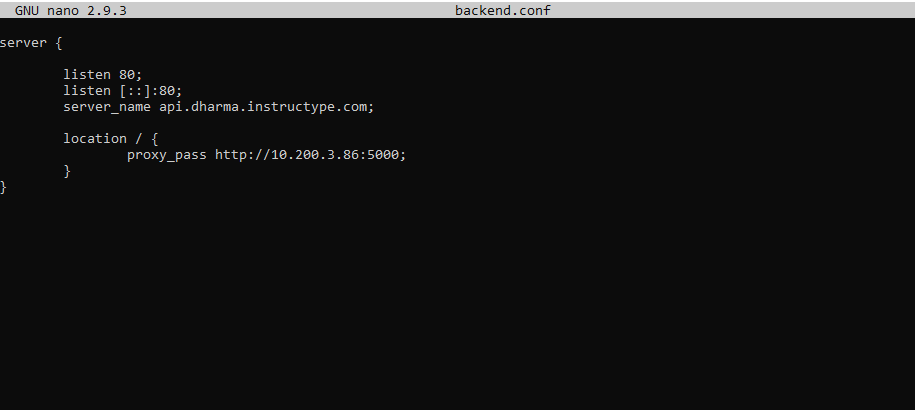 GNU nano 2.9.3 backend.conf
server {
listen 80;
listen [::]:80;
server_name api.dharma.instructype.com;
location / {
proxy_pass http://10.200.3.86:5000;
}
}